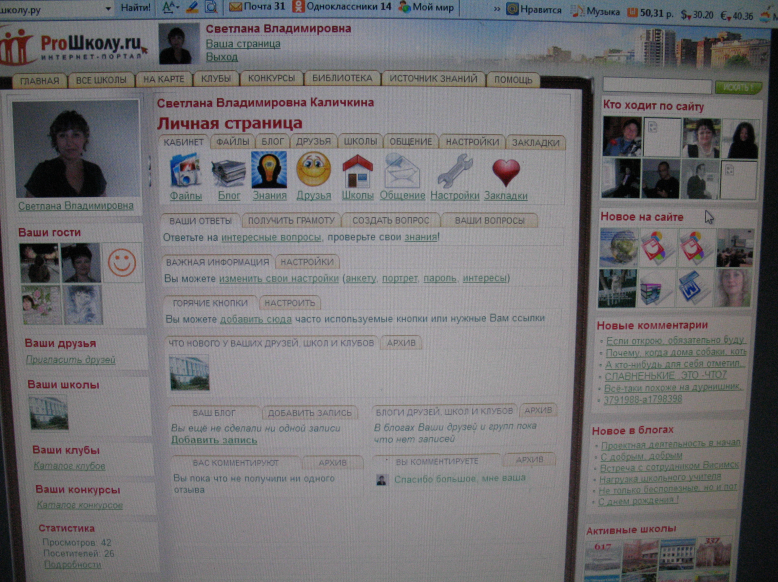 школу.ру
Найти!
Почта 31
Одноклассники 14
Мой мир
»
Нравится
Музыка
50,31 р.
$ 30.20
€ 40.36
ProШколу.ru
ИНТЕРНЕТ-ПОРТАЛ
Светлана Владимировна
Ваша страница
Выход
ГЛАВНАЯ
ВСЕ ШКОЛЫ
НА КАРТЕ
КЛУБЫ
КОНКУРСЫ
БИБЛИОТЕКА
ИСТОЧНИК ЗНАНИЙ
ПОМОЩЬ
ИСКАТЬ!
Светлана Владимировна
Ваши гости
Ваши друзья
Пригласить друзей
Ваши школы
Ваши клубы
Каталог клубов
Ваши конкурсы
Каталог конкурсов
Статистика
Просмотров: 42
Посетителей: 26
Подробности
Светлана Владимировна Каличкина
Личная страница
КАБИНЕТ
ФАЙЛЫ
БЛОГ
ДРУЗЬЯ
ШКОЛЫ
ОБЩЕНИЕ
НАСТРОЙКИ
ЗАКЛАДКИ
Файлы
Блог
Знания
Друзья
Школы
Общение
Настройки
Закладки
ВАШИ ОТВЕТЫ
ПОЛУЧИТЬ ГРАМОТУ
СОЗДАТЬ ВОПРОС
ВАШИ ВОПРОСЫ
Ответьте на интересные вопросы, проверьте свои знания!
ВАЖНАЯ ИНФОРМАЦИЯ
НАСТРОЙКИ
Вы можете изменить свои настройки (анкету, портрет, пароль, интересы)
ГОРЯЧИЕ КНОПКИ
НАСТРОИТЬ
Вы можете добавить сюда часто используемые кнопки или нужные Вам ссылки
ЧТО НОВОГО У ВАШИХ ДРУЗЕЙ, ШКОЛ И КЛУБОВ
АРХИВ
ВАШ БЛОГ
ДОБАВИТЬ ЗАПИСЬ
Вы ещё не сделали ни одной записи
Добавить запись
БЛОГИ ДРУЗЕЙ, ШКОЛ И КЛУБОВ
АРХИВ
В блогах Ваши друзей и групп пока
что нет записей
ВАС КОММЕНТИРУЮТ
АРХИВ
Вы пока что не получили ни одного
отзыва
ВЫ КОММЕНТИРУЕТЕ
АРХИВ
Спасибо большое, мне ваша
Кто ходит по сайту
Новое на сайте
Новые комментарии
Если открою, обязательно буду
Почему, когда дома собаки, коты
А кто-нибудь для себя отметил,
СЛАВНЕНЬКИЕ ,ЭТО -ЧТО?
Всё-таки похоже на дурнишник
3791988-a1798398
Новое в блогах
Проектная деятельность в начал
С добрым, добрым
Встреча с сотрудником Висимск
Нагрузка школьного учителя
Не только бесполезные, но и пот
С днем рождения !
Активные школы
617
337